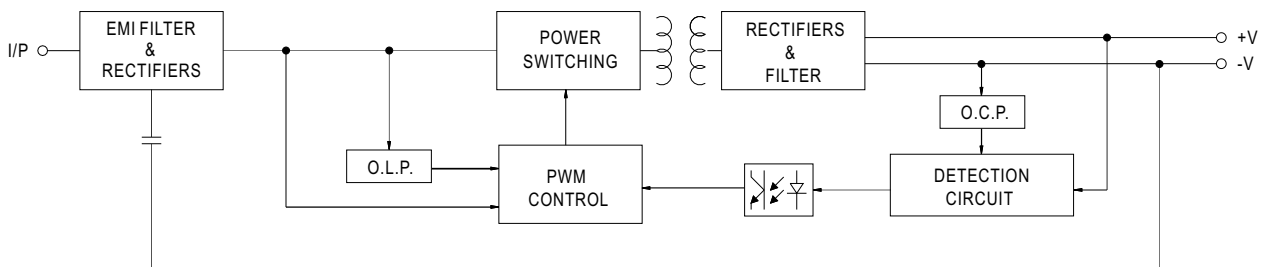 I/P
EMI FILTER
&
RECTIFIERS
POWER
SWITCHING
RECTIFIERS
&
FILTER
+V
-V
O.C.P.
O.L.P.
PWM
CONTROL
DETECTION
CIRCUIT